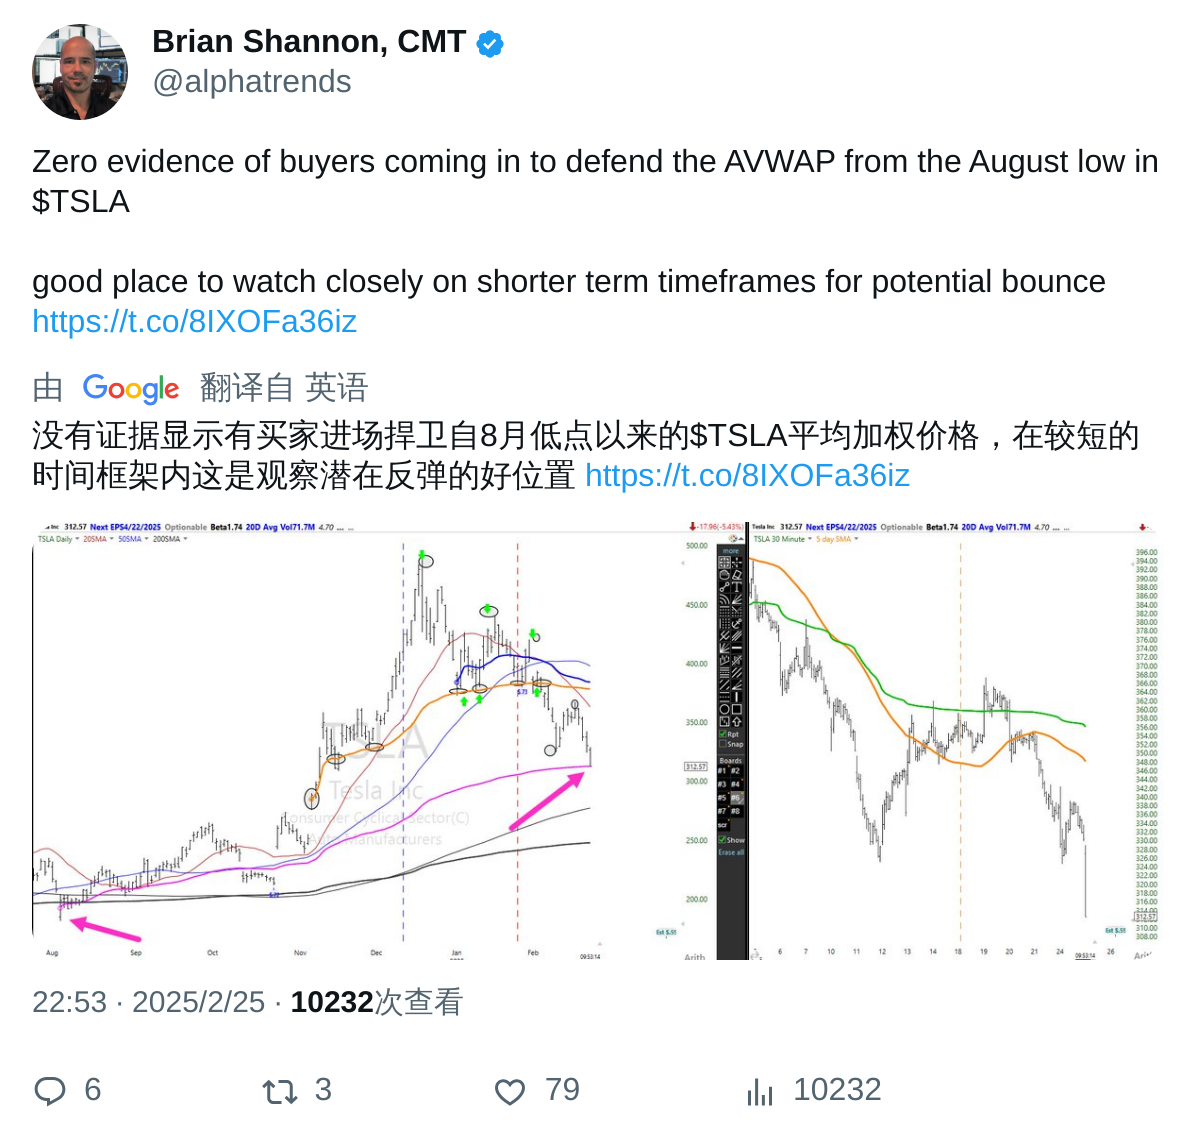 Brian Shannon, CMT
@alphatrends
Zero evidence of buyers coming in to defend the AVWAP from the August low in
$TSLA
good place to watch closely on shorter term timeframes for potential bounce
https://t.co/8IXOFa36iz
由 Google 翻译自 英语
没有证据显示有买家进场捍卫自8月低点以来的$TSLA平均加权价格，在较短的
时间框架内这是观察潜在反弹的好位置 https://t.co/8IXOFa36iz
312.57 Next EPS4/22/2025 Optionable Beta1.74 20D Avg Vol71.7M 4.70 ... ...
-17.96(-5.43%)
TSLA Daily 20SMA 50SMA 200SMA
500.00
450.00
400.00
350.00
312.57
300.00
250.00
200.00
TSLA
Tesla Inc
Consumer Cyclical Sector(C)
Auto Manufacturers
Est 5.55
Aug Sep Oct Nov Dec Jan Feb
09:53:14
Arith
more
Rpt
Snap
Boards
#1 #2
#3 #4
#5 #6
#7 #8
scr
Show
Erase all
Tesla Inc 312.57 Next EPS4/22/2025 Optionable Beta1.74 20D Avg Vol71.7M 4.70 ... ...
TSLA 30 Minute 5 day SMA
396.00
394.00
392.00
390.00
388.00
386.00
384.00
382.00
380.00
378.00
376.00
374.00
372.00
370.00
368.00
366.00
364.00
362.00
360.00
358.00
356.00
354.00
352.00
350.00
348.00
346.00
344.00
342.00
340.00
338.00
336.00
334.00
332.00
330.00
328.00
326.00
324.00
322.00
320.00
318.00
316.00
314.00
312.57
310.00
308.00
Est 5.55
6 7 10 11 12 13 14 18 19 20 21 24 09:53:14 26
22:53 · 2025/2/25 · 10232次查看
6 3 79 10232